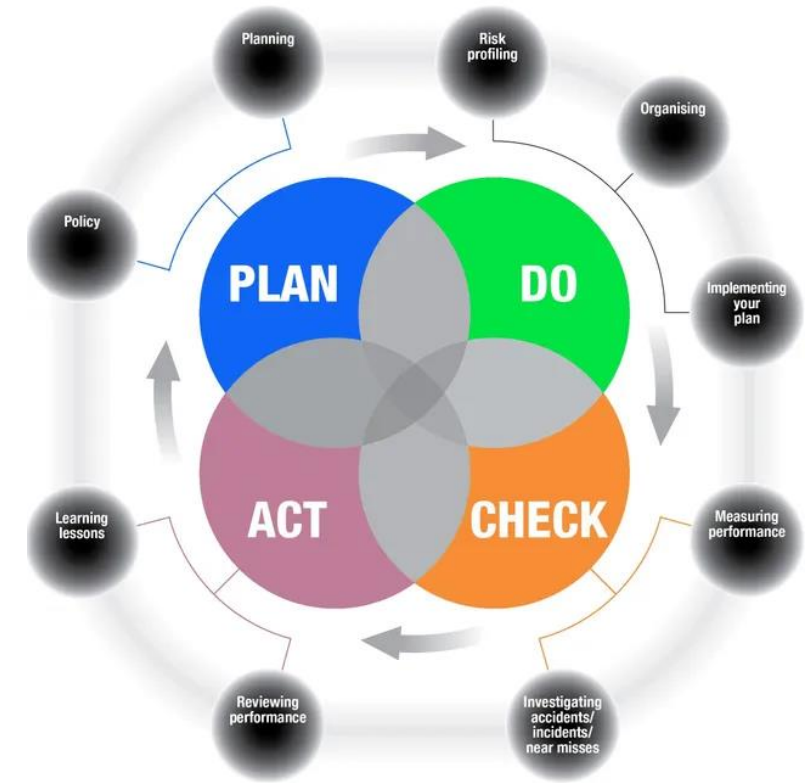 Planning
Risk
profiling
Organising
Policy
PLAN
DO
Implementing
your
plan
ACT
CHECK
Learning
lessons
Measuring
performance
Reviewing
performance
Investigating
accidents/
incidents/
near misses